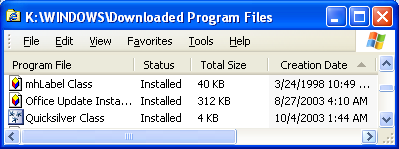 K:\WINDOWS\Downloaded Program Files
File Edit View Favorites Tools Help
Program File Status Total Size Creation Date
mhLabel Class Installed 40 KB 3/24/1998 10:49 ...
Office Update Insta... Installed 312 KB 8/27/2003 4:10 AM
Quicksilver Class Installed 4 KB 10/4/2003 1:44 AM